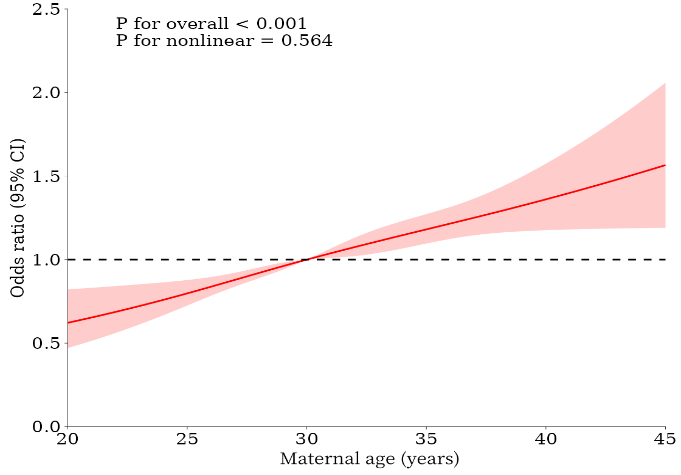 P for overall < 0.001
P for nonlinear = 0.564
2.5
2.0
1.5
1.0
0.5
0.0
Odds ratio (95% CI)
20 25 30 35 40 45
Maternal age (years)